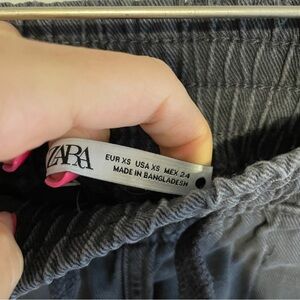 ZARA
EUR XS USA XS MEX 24
MADE IN BANGLADESH